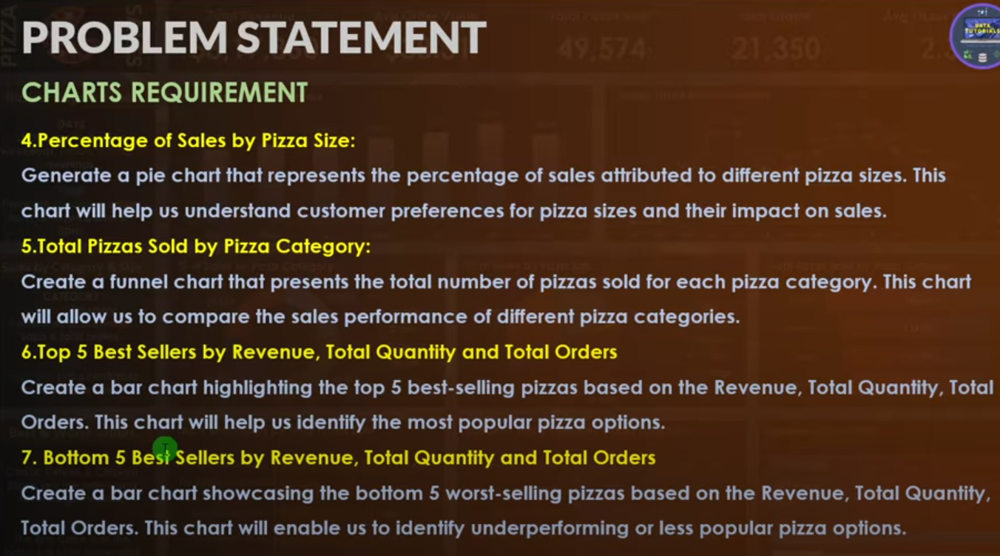 PROBLEM STATEMENT
49,574
21,350
DATA
TUTORIALS
CHARTS REQUIREMENT
4.Percentage of Sales by Pizza Size:
Generate a pie chart that represents the percentage of sales attributed to different pizza sizes. This
chart will help us understand customer preferences for pizza sizes and their impact on sales.
5.Total Pizzas Sold by Pizza Category:
Create a funnel chart that presents the total number of pizzas sold for each pizza category. This chart
will allow us to compare the sales performance of different pizza categories.
6.Top 5 Best Sellers by Revenue, Total Quantity and Total Orders
Create a bar chart highlighting the top 5 best-selling pizzas based on the Revenue, Total Quantity, Total
Orders. This chart will help us identify the most popular pizza options.
7. Bottom 5 Best Sellers by Revenue, Total Quantity and Total Orders
Create a bar chart showcasing the bottom 5 worst-selling pizzas based on the Revenue, Total Quantity,
Total Orders. This chart will enable us to identify underperforming or less popular pizza options.